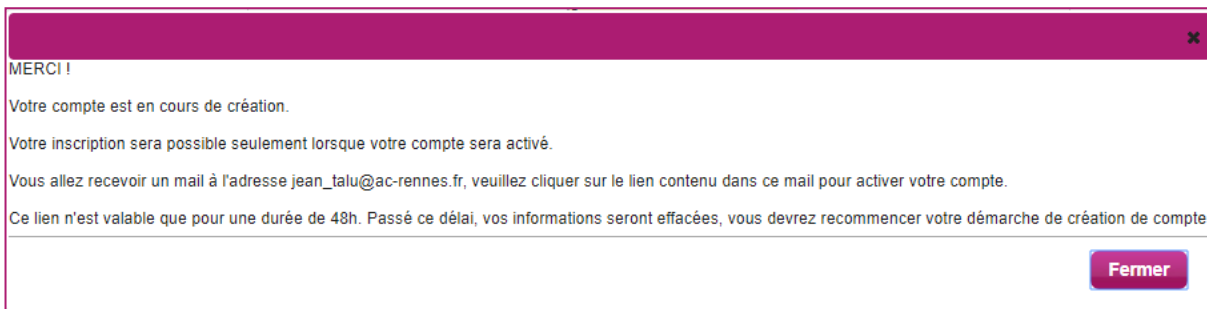 MERCI !
Votre compte est en cours de création.
Votre inscription sera possible seulement lorsque votre compte sera activé.
Vous allez recevoir un mail à l'adresse jean_talu@ac-rennes.fr, veuillez cliquer sur le lien contenu dans ce mail pour activer votre compte.
Ce lien n'est valable que pour une durée de 48h. Passé ce délai, vos informations seront effacées, vous devrez recommencer votre démarche de création de compte
Fermer